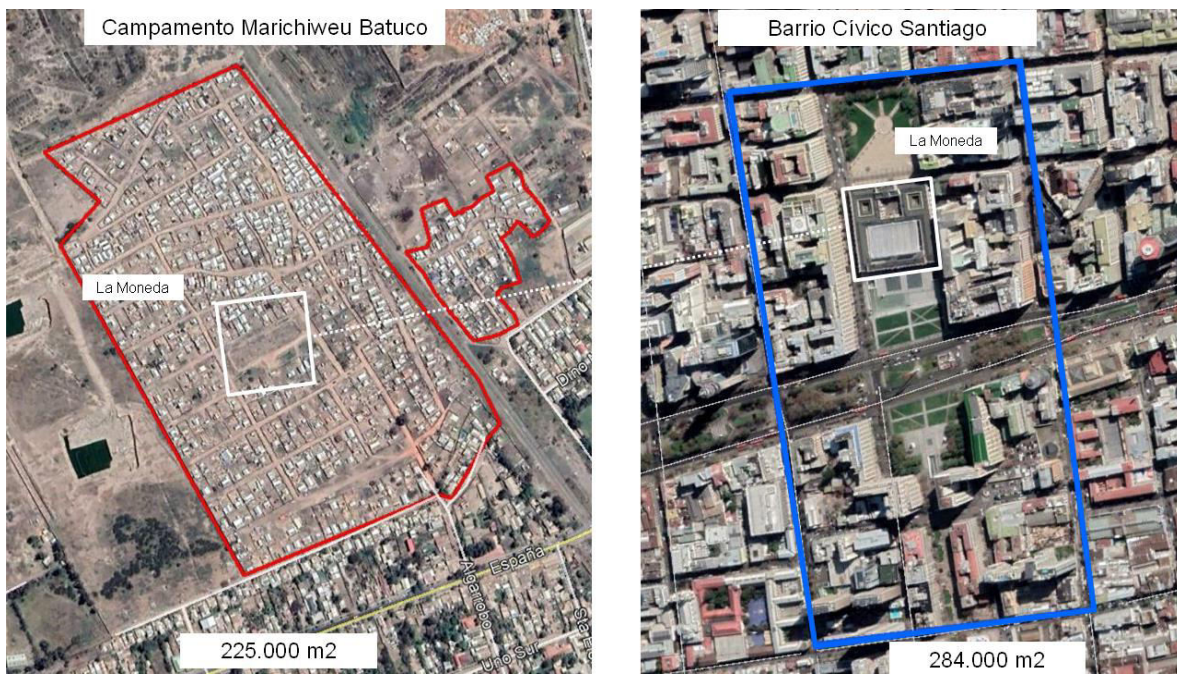 Campamento Marichiweu Batuco
La Moneda
Dino
España
Algarrobo
Uno Sur
225.000 m2
Barrio Cívico Santiago
La Moneda
284.000 m2